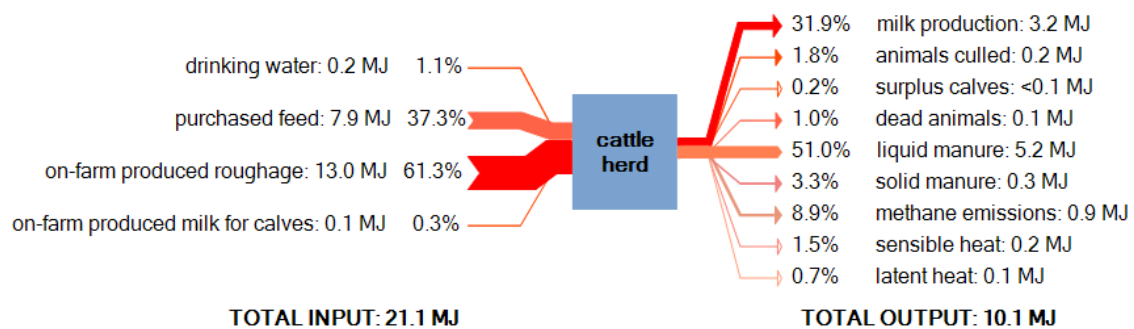 drinking water: 0.2 MJ 1.1%
purchased feed: 7.9 MJ 37.3%
on-farm produced roughage: 13.0 MJ 61.3%
on-farm produced milk for calves: 0.1 MJ 0.3%
cattle
herd
31.9% milk production: 3.2 MJ
1.8% animals culled: 0.2 MJ
0.2% surplus calves: <0.1 MJ
1.0% dead animals: 0.1 MJ
51.0% liquid manure: 5.2 MJ
3.3% solid manure: 0.3 MJ
8.9% methane emissions: 0.9 MJ
1.5% sensible heat: 0.2 MJ
0.7% latent heat: 0.1 MJ
TOTAL INPUT: 21.1 MJ
TOTAL OUTPUT: 10.1 MJ